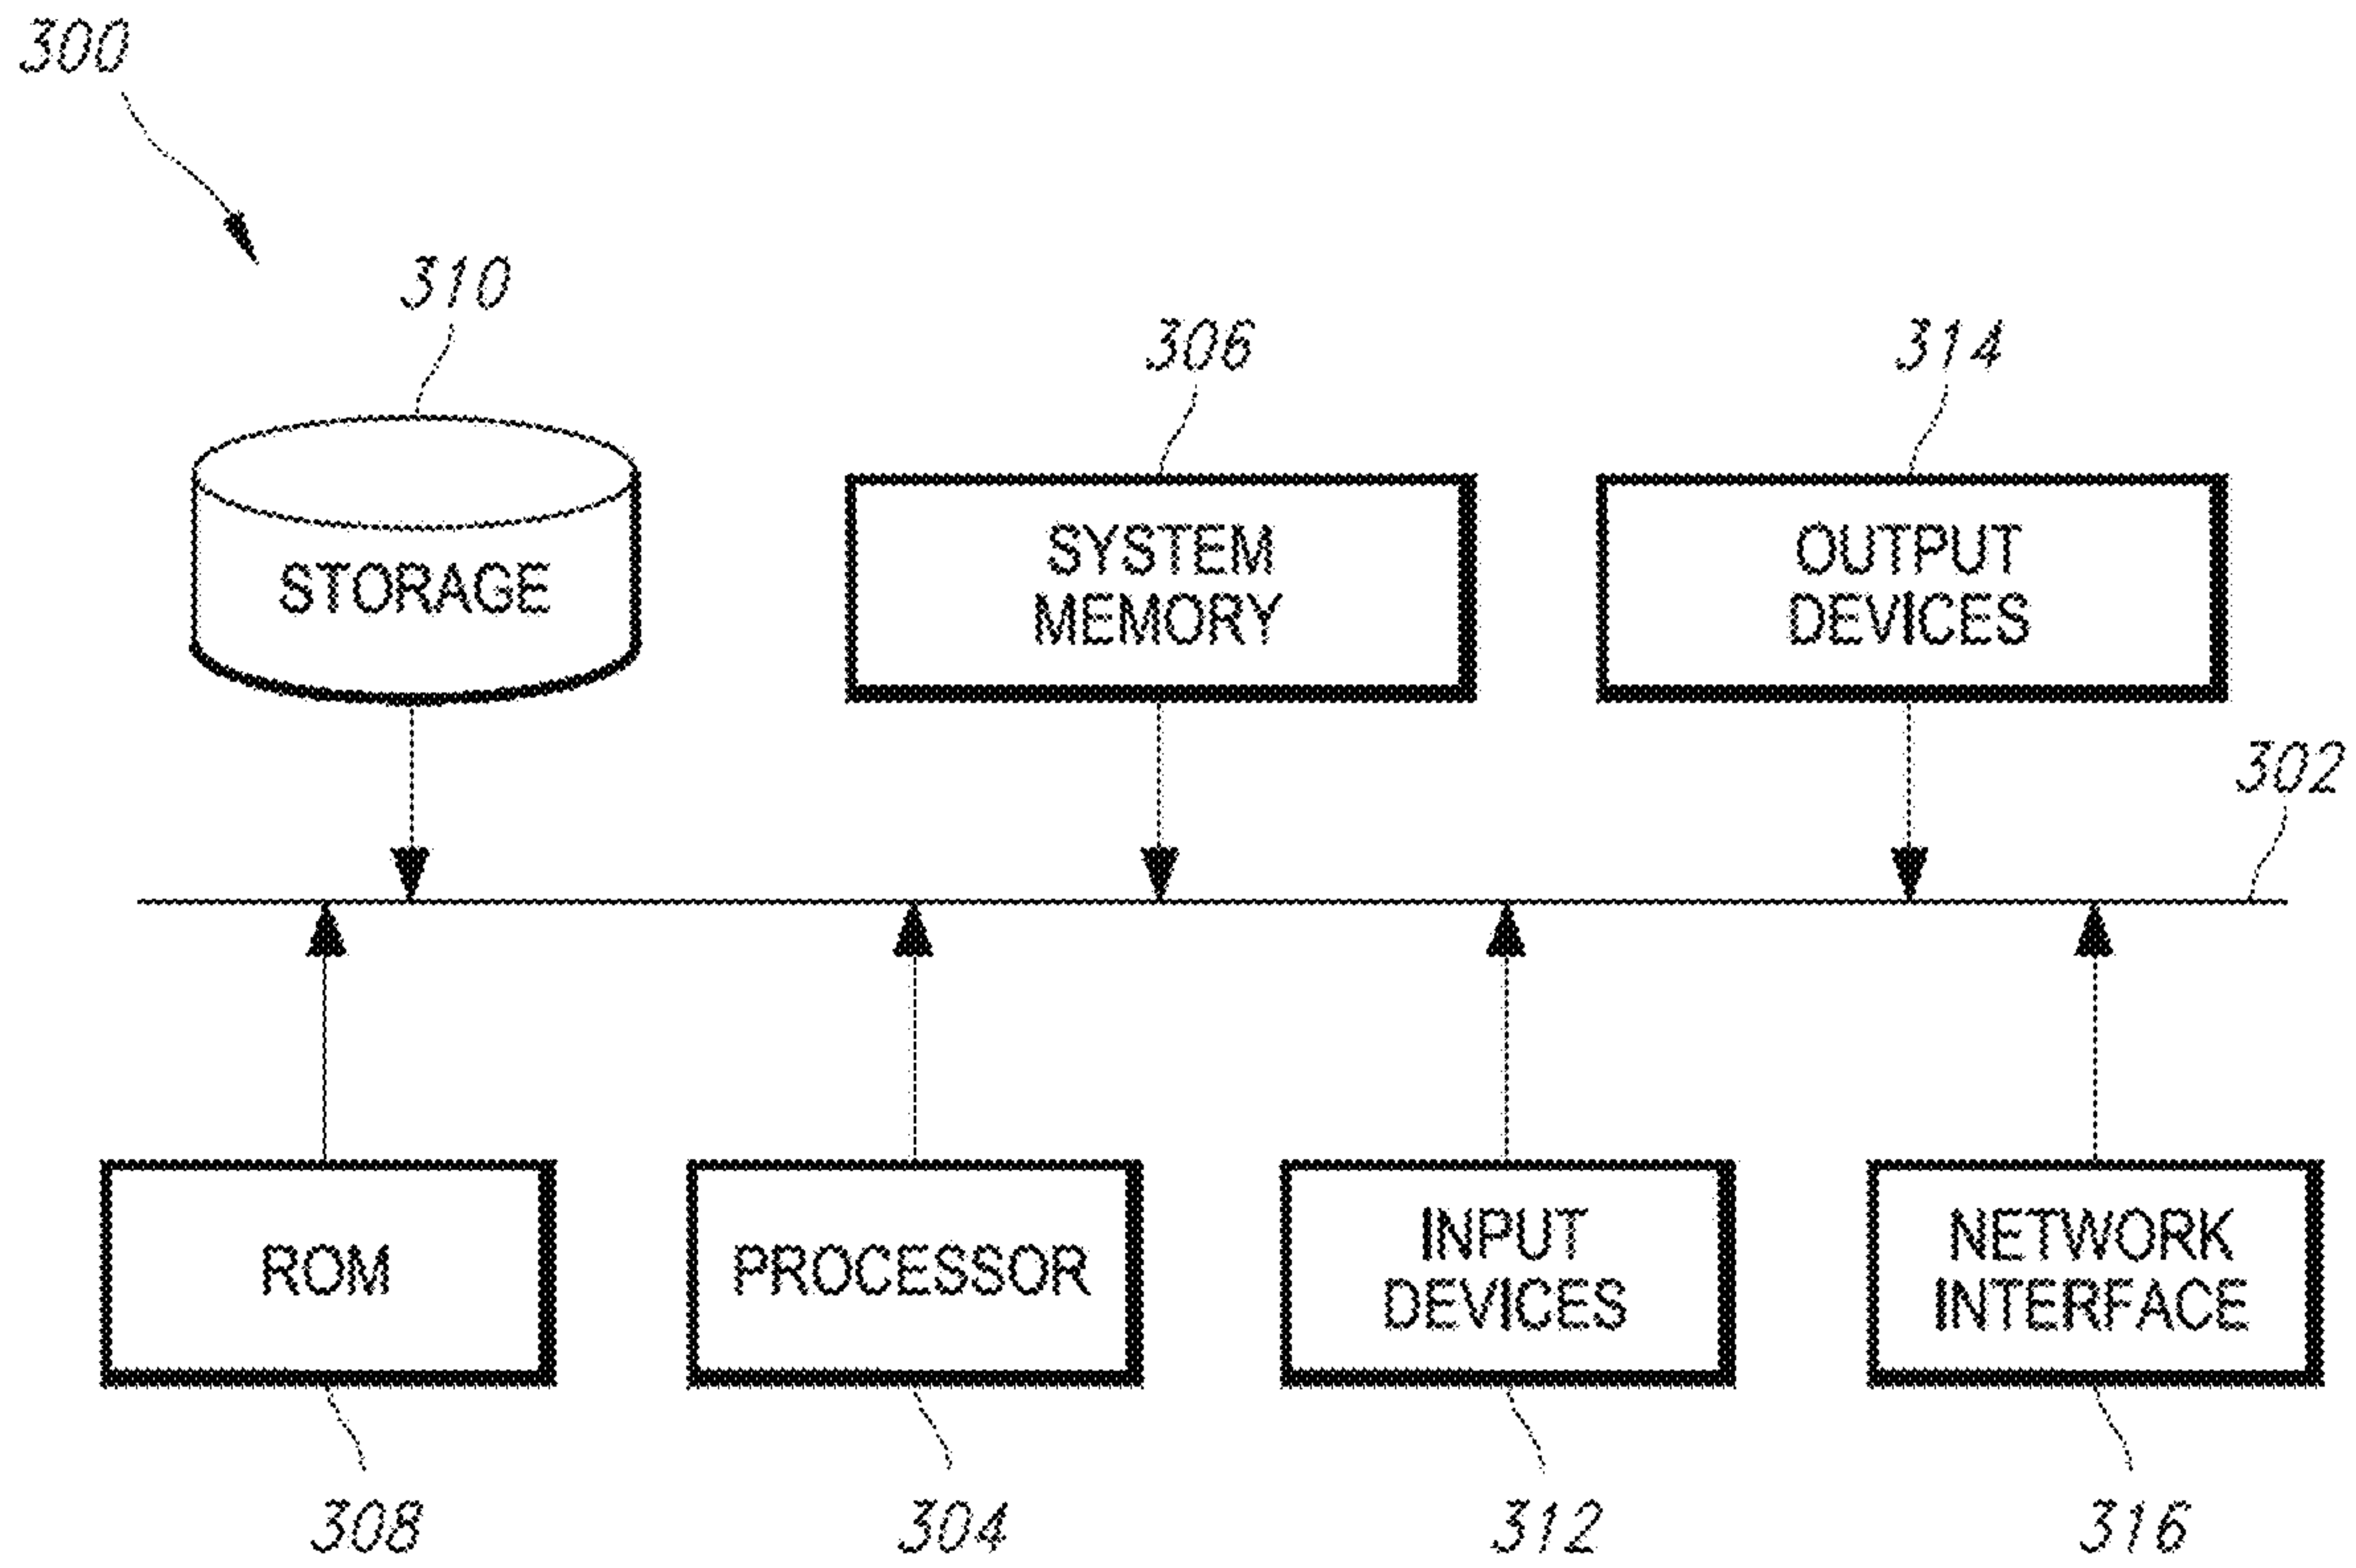 300
310
306
314
STORAGE
SYSTEM
MEMORY
OUTPUT
DEVICES
302
ROM
PROCESSOR
INPUT
DEVICES
NETWORK
INTERFACE
308
304
312
316